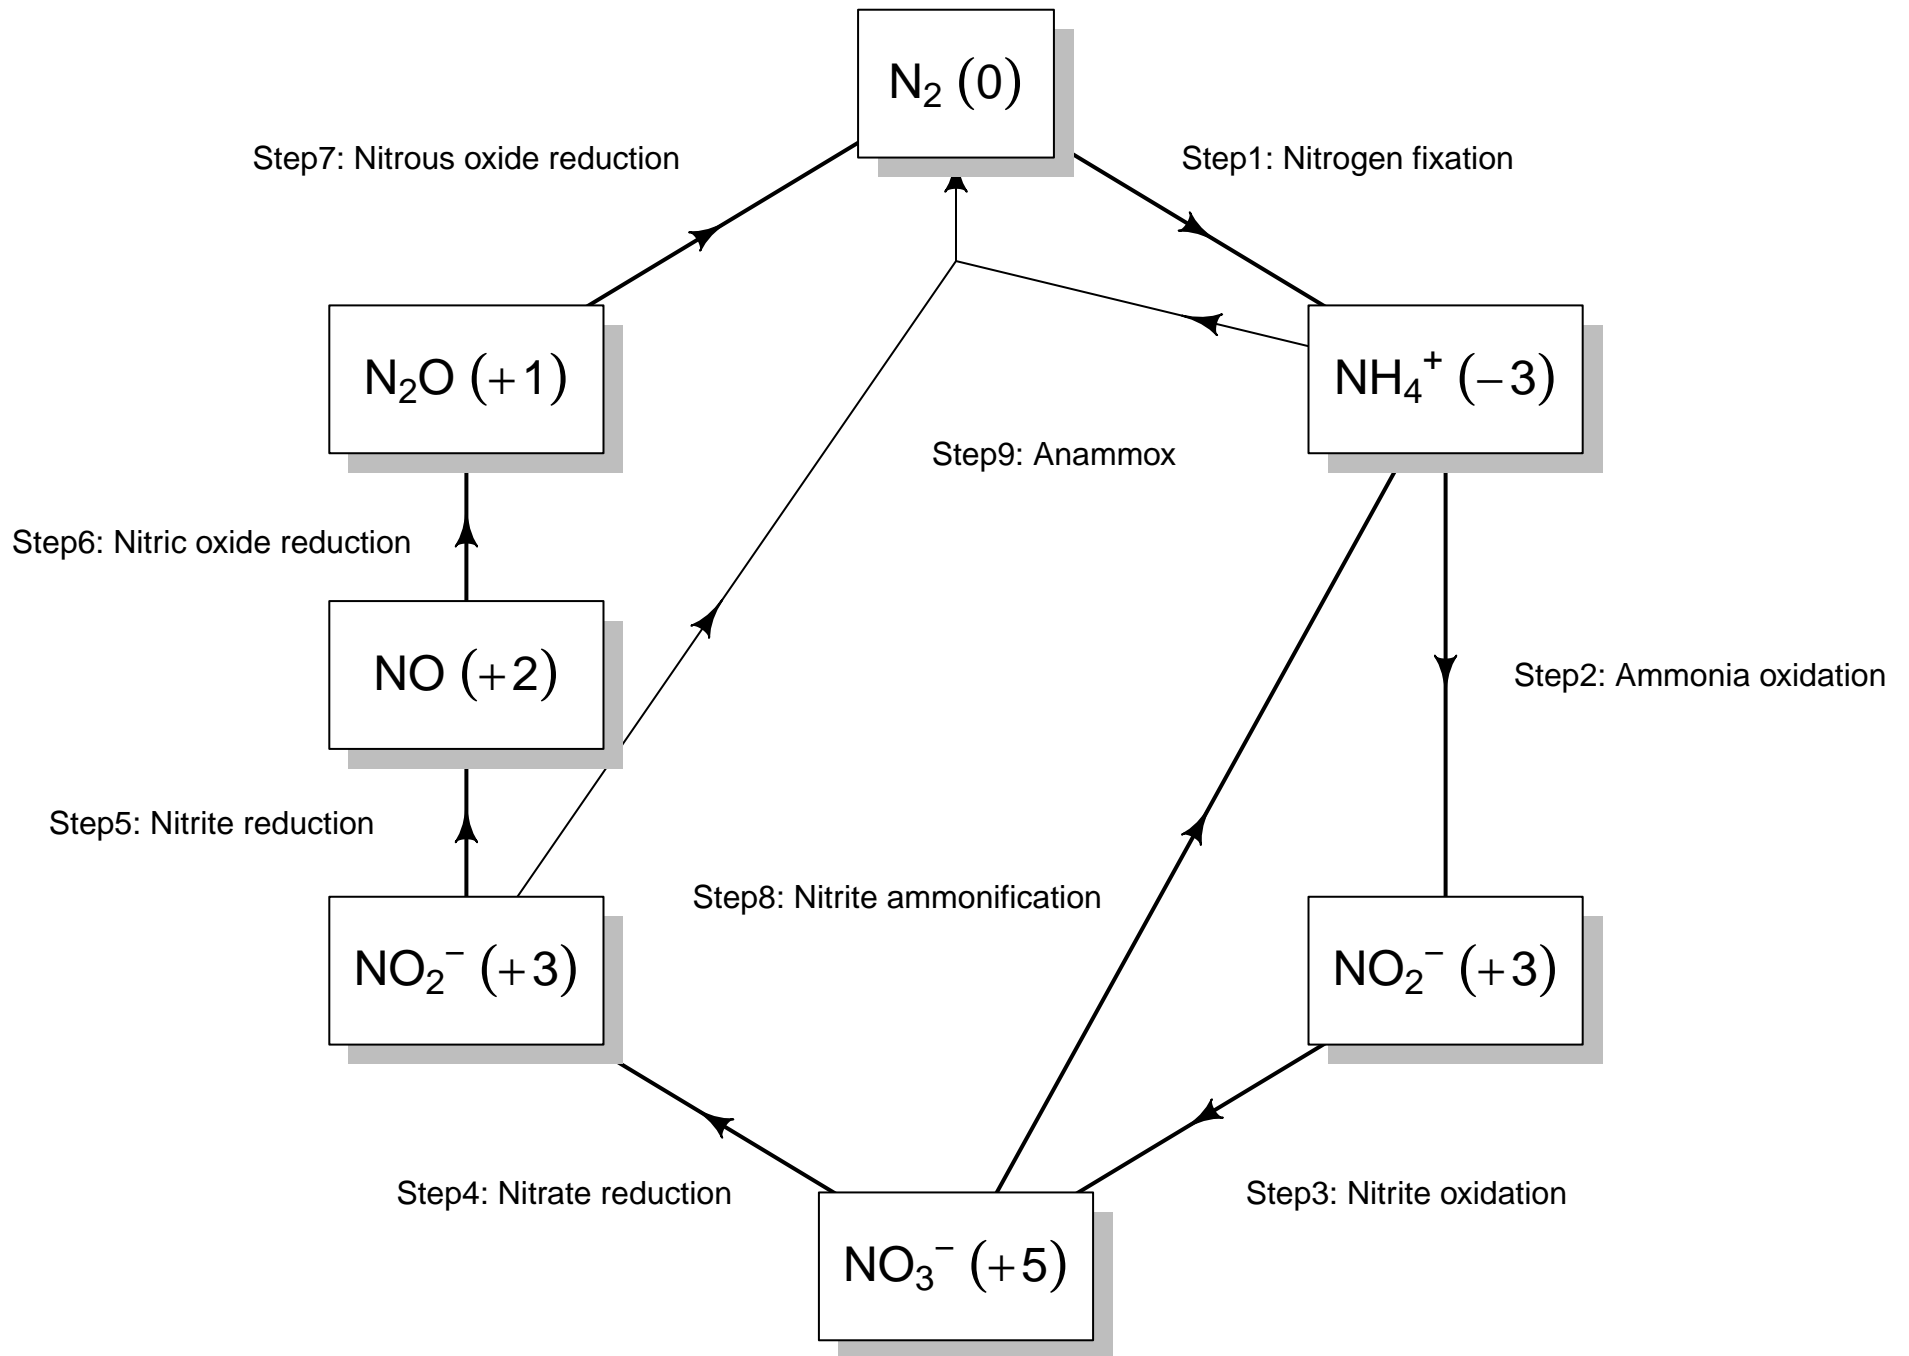 N₂ (0)
Step7: Nitrous oxide reduction
Step1: Nitrogen fixation
N₂O (+1)
NH₄⁺ (−3)
Step9: Anammox
Step6: Nitric oxide reduction
NO (+2)
Step2: Ammonia oxidation
Step5: Nitrite reduction
Step8: Nitrite ammonification
NO₂⁻ (+3)
NO₂⁻ (+3)
Step4: Nitrate reduction
Step3: Nitrite oxidation
NO₃⁻ (+5)